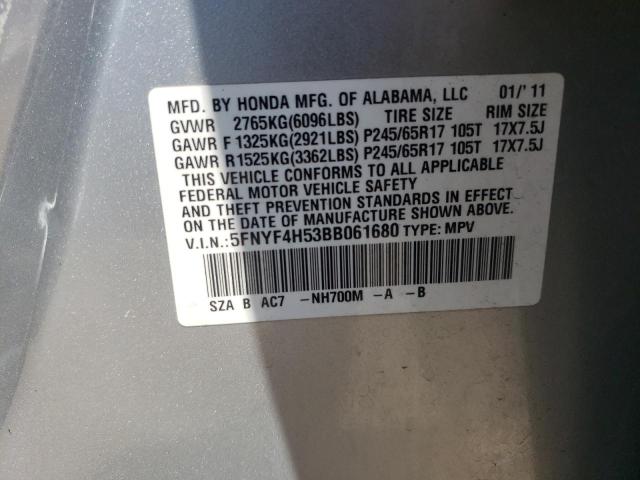 MFD. BY HONDA MFG. OF ALABAMA, LLC 01/'11
GVWR 2765KG(6096LBS) TIRE SIZE RIM SIZE
GAWR F 1325KG(2921LBS) P245/65R17 105T 17X7.5J
GAWR R1525KG(3362LBS) P245/65R17 105T 17X7.5J
THIS VEHICLE CONFORMS TO ALL APPLICABLE
FEDERAL MOTOR VEHICLE SAFETY
AND THEFT PREVENTION STANDARDS IN EFFECT
ON THE DATE OF MANUFACTURE SHOWN ABOVE.
V.I.N.:5FNYF4H53BB061680 TYPE: MPV
SZA B AC7 -NH700M -A -B